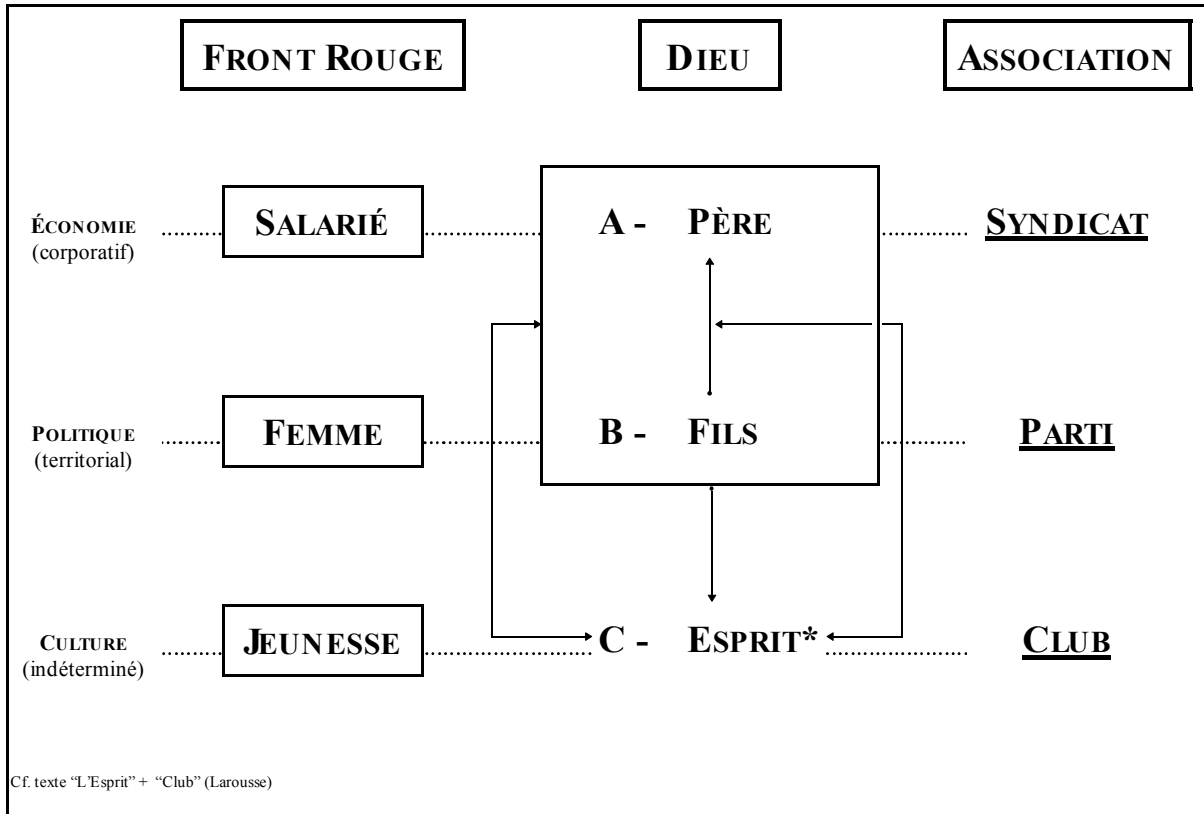 FRONT ROUGE DIEU ASSOCIATION
ÉCONOMIE SALARIÉ A - PÈRE SYNDICAT
(corporatif)
POLITIQUE FEMME B - FILS PARTI
(territorial)
CULTURE JEUNESSE C - ESPRIT* CLUB
(indéterminé)
Cf. texte “L’Esprit” + “Club” (Larousse)